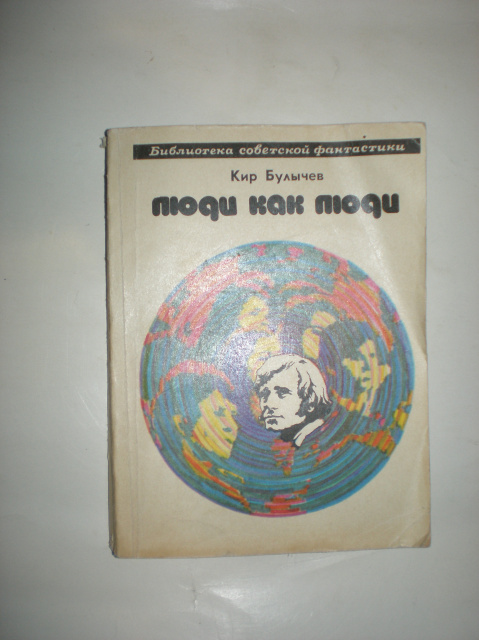 Библиотека советской фантастики
Кир Булычев
люди как люди